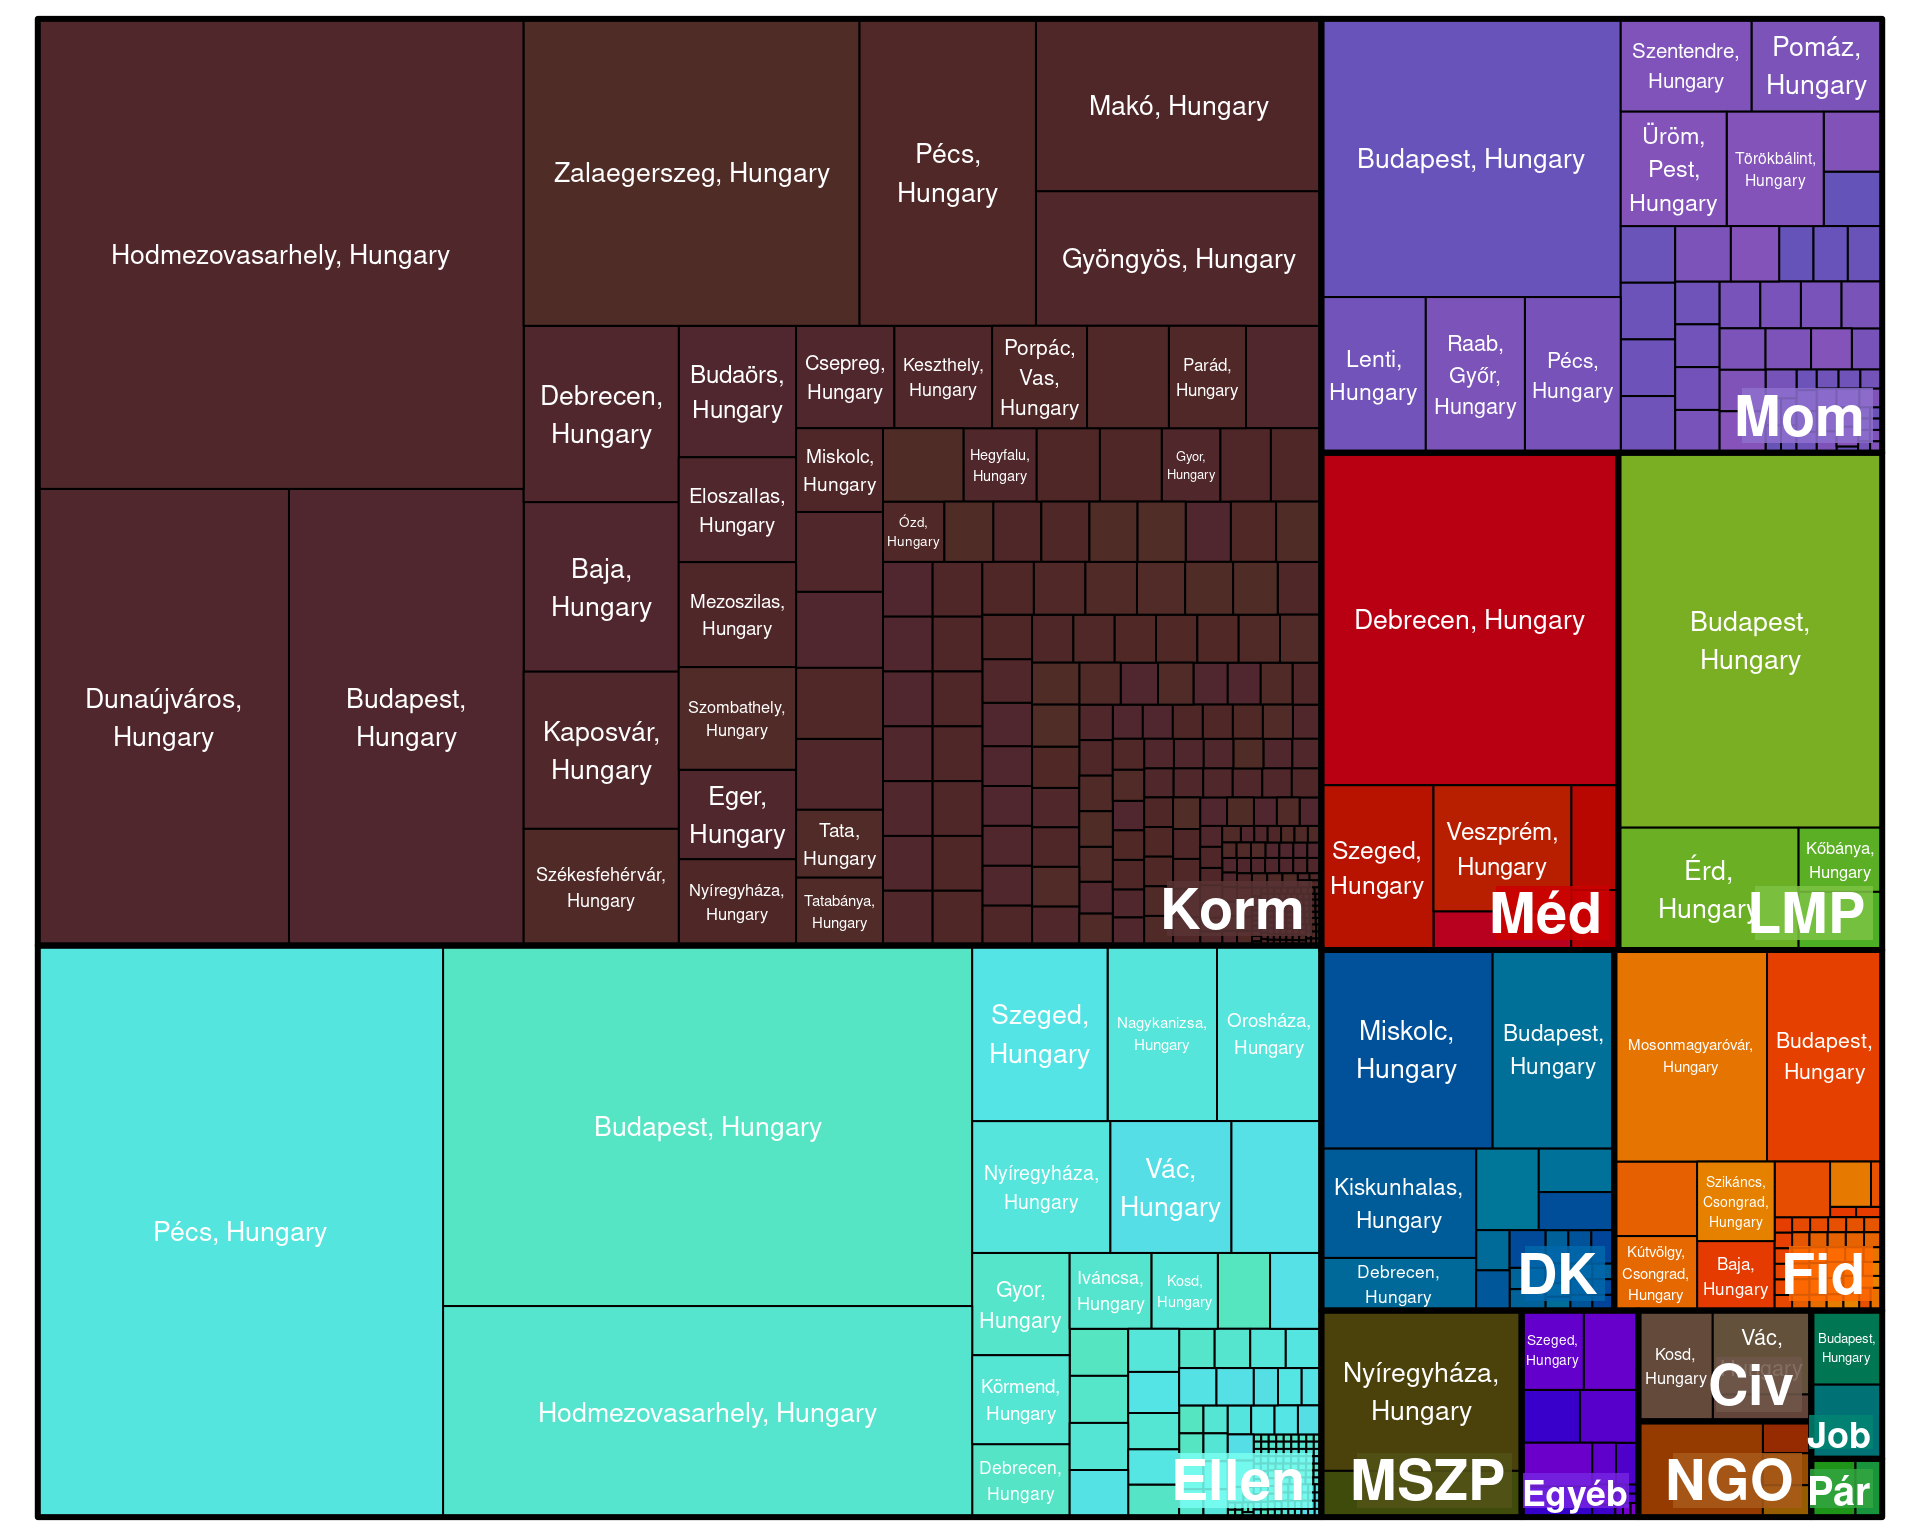 Hodmezovasarhely, Hungary
Dunaújváros,
Hungary
Budapest,
Hungary
Zalaegerszeg, Hungary
Pécs,
Hungary
Makó, Hungary
Gyöngyös, Hungary
Debrecen,
Hungary
Baja,
Hungary
Kaposvár,
Hungary
Székesfehérvár,
Hungary
Budaörs,
Hungary
Eloszallas,
Hungary
Mezoszilas,
Hungary
Szombathely,
Hungary
Eger,
Hungary
Nyíregyháza,
Hungary
Csepreg,
Hungary
Keszthely,
Hungary
Porpác,
Vas,
Hungary
Parád,
Hungary
Miskolc,
Hungary
Hegyfalu,
Hungary
Gyor,
Hungary
Ózd,
Hungary
Tata,
Hungary
Tatabánya,
Hungary
Korm
Pécs, Hungary
Budapest, Hungary
Hodmezovasarhely, Hungary
Szeged,
Hungary
Nagykanizsa,
Hungary
Orosháza,
Hungary
Nyíregyháza,
Hungary
Vác,
Hungary
Gyor,
Hungary
Iváncsa,
Hungary
Kosd,
Hungary
Körmend,
Hungary
Debrecen,
Hungary
Ellen
Budapest, Hungary
Lenti,
Hungary
Raab,
Győr,
Hungary
Pécs,
Hungary
Szentendre,
Hungary
Pomáz,
Hungary
Üröm,
Pest,
Hungary
Törökbálint,
Hungary
Mom
Debrecen, Hungary
Szeged,
Hungary
Veszprém,
Hungary
Méd
Budapest,
Hungary
Érd,
Hungary
Kőbánya,
Hungary
LMP
Miskolc,
Hungary
Budapest,
Hungary
Kiskunhalas,
Hungary
Debrecen,
Hungary
DK
Mosonmagyaróvár,
Hungary
Budapest,
Hungary
Szikáncs,
Csongrad,
Hungary
Kútvölgy,
Csongrad,
Hungary
Baja,
Hungary
Fid
Nyíregyháza,
Hungary
MSZP
Szeged,
Hungary
Egyéb
Kosd,
Hungary
Vác,
Hungary
Civ
NGO
Budapest,
Hungary
Job
Pár